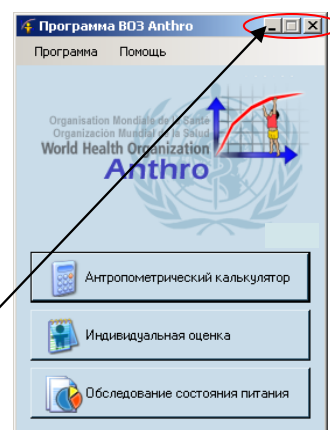 Программа ВОЗ Anthro
Программа Помощь
Organisation Mondiale de la Santé
Organización Mundial de la Salud
World Health Organization
Anthro
Антропометрический калькулятор
Индивидуальная оценка
Обследование состояния питания